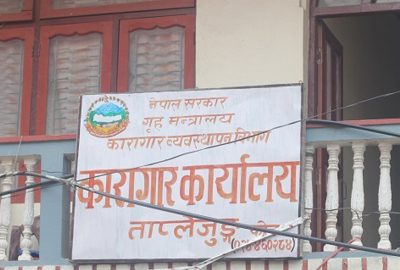 नेपाल सरकार
गृह मन्त्रालय
कारागार व्यवस्थापन विभाग
कारागार कार्यालय
ताप्लेजुङ फोन